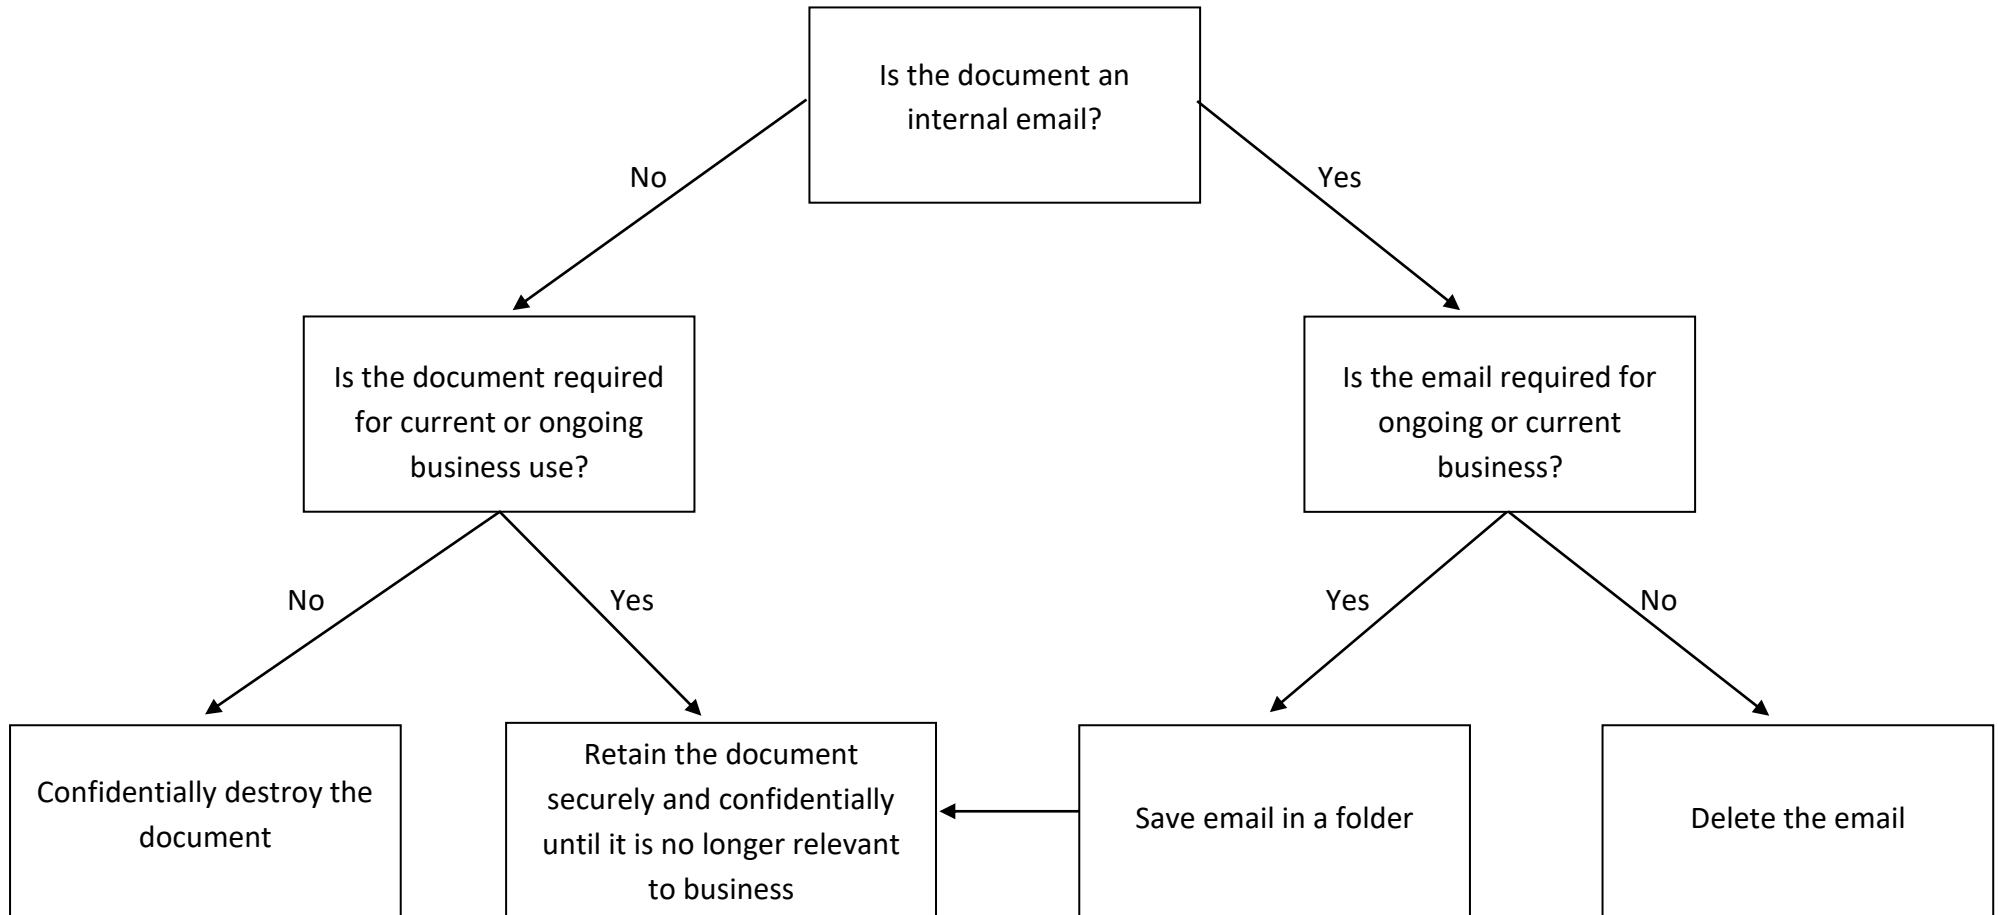 Is the document an
internal email?
No
Yes
Is the document required
for current or ongoing
business use?
Is the email required for
ongoing or current
business?
No
Yes
Yes
No
Confidentially destroy the
document
Retain the document
securely and confidentially
until it is no longer relevant
to business
Save email in a folder
Delete the email